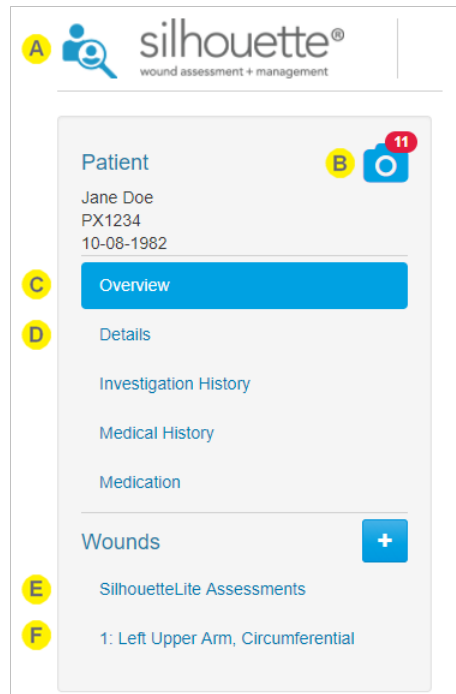 A
silhouette®
wound assessment + management
Patient
B
11
Jane Doe
PX1234
10-08-1982
C
Overview
D
Details
Investigation History
Medical History
Medication
Wounds
+
E
SilhouetteLite Assessments
F
1: Left Upper Arm, Circumferential